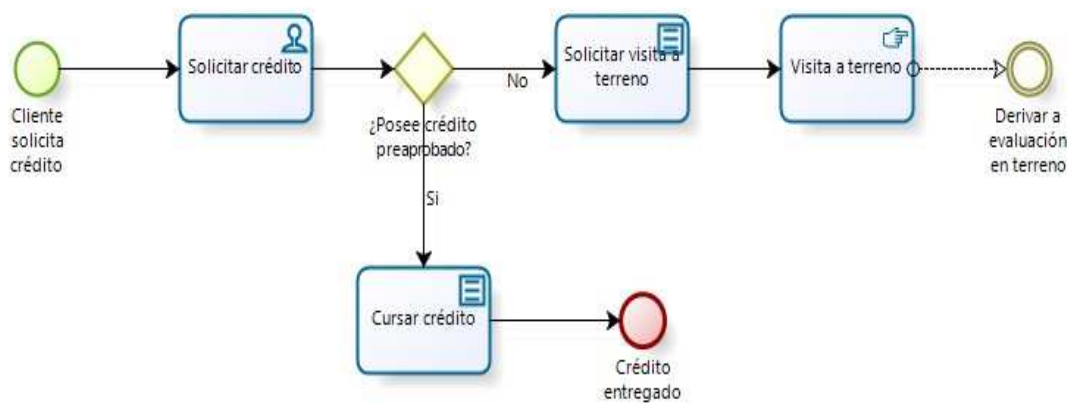 Cliente
solicita
crédito
Solicitar crédito
¿Posee crédito
preaprobado?
No
Solicitar visita a
terreno
Visita a terreno
Derivar a
evaluación
en terreno
Si
Cursar crédito
Crédito
entregado